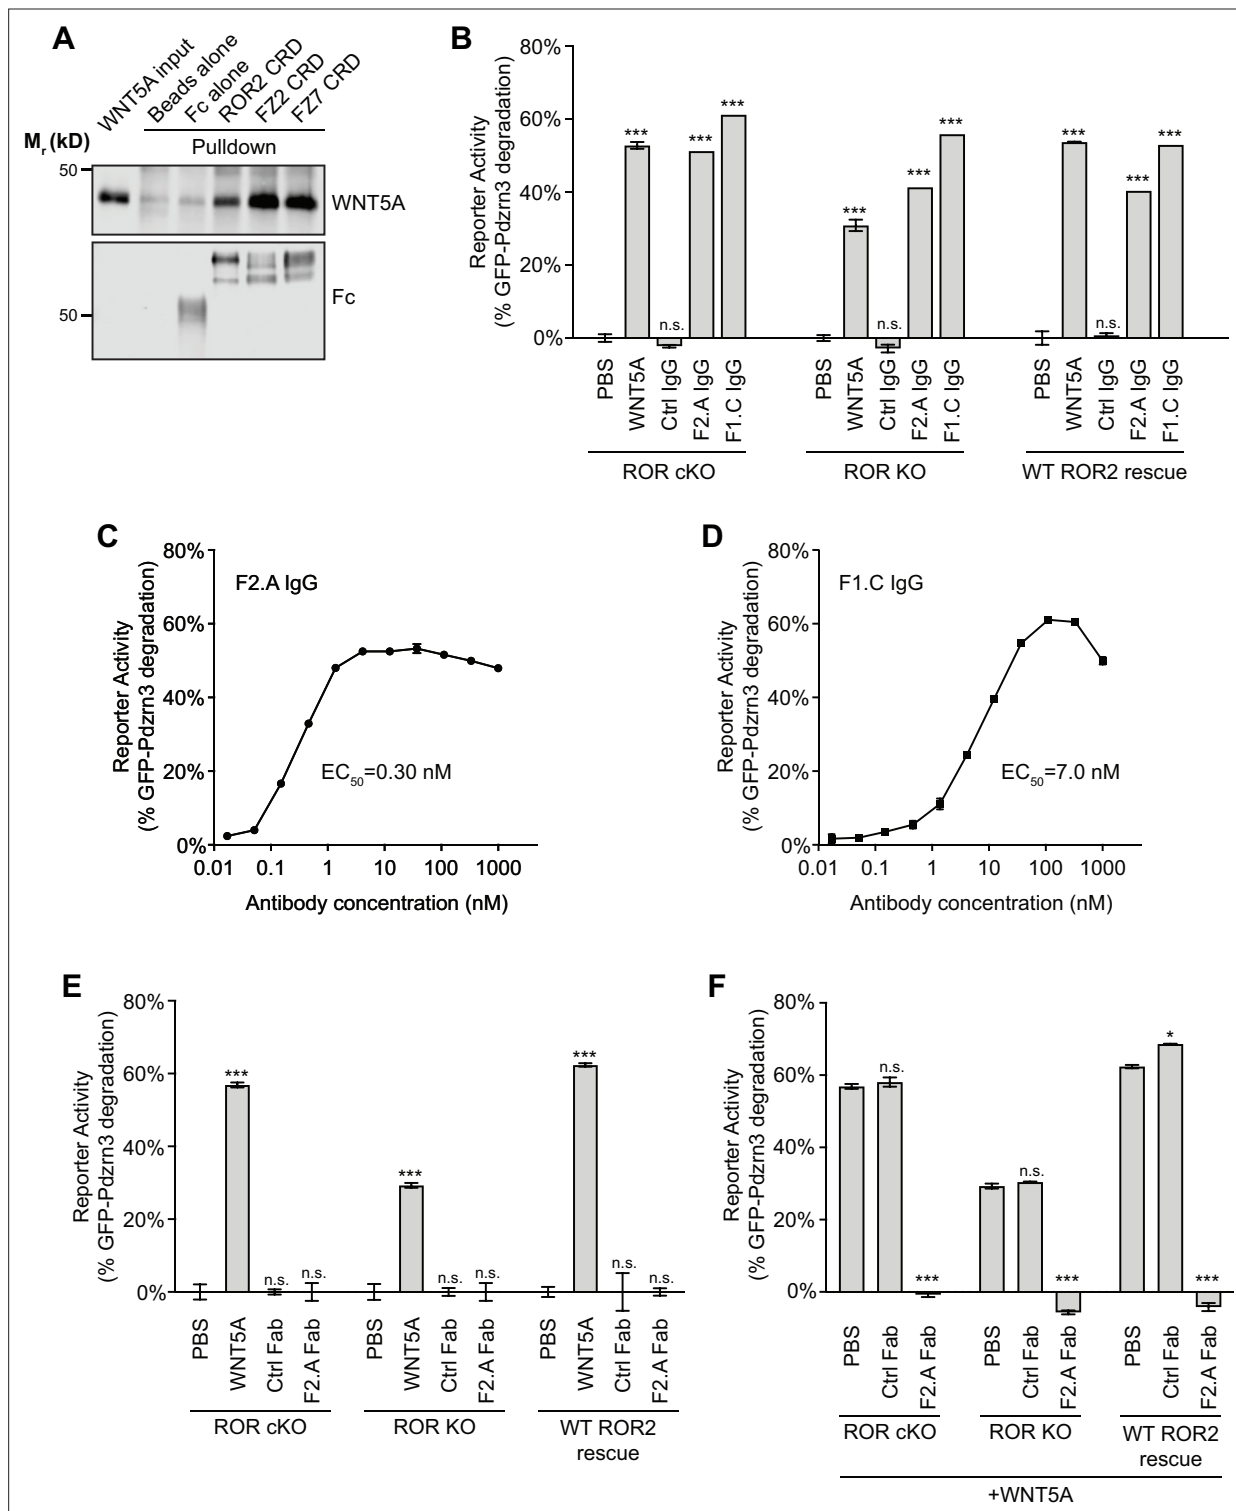 A
WNT5A input
Beads alone
Fc alone
ROR2 CRD
FZ2 CRD
FZ7 CRD
Mr (kD)
Pulldown
50
WNT5A
Fc
50
B
Reporter Activity
(% GFP-Pdzrn3 degradation)
80%
60%
40%
20%
0%
***
n.s.
***
***
***
n.s.
***
***
***
n.s.
***
***
PBS
WNT5A
Ctrl IgG
F2.A IgG
F1.C IgG
PBS
WNT5A
Ctrl IgG
F2.A IgG
F1.C IgG
PBS
WNT5A
Ctrl IgG
F2.A IgG
F1.C IgG
ROR cKO
ROR KO
WT ROR2 rescue
C
Reporter Activity
(% GFP-Pdzrn3 degradation)
80%
60%
40%
20%
0%
F2.A IgG
EC50=0.30 nM
0.01
0.1
1
10
100
1000
Antibody concentration (nM)
D
Reporter Activity
(% GFP-Pdzrn3 degradation)
80%
60%
40%
20%
0%
F1.C IgG
EC50=7.0 nM
0.01
0.1
1
10
100
1000
Antibody concentration (nM)
E
Reporter Activity
(% GFP-Pdzrn3 degradation)
80%
60%
40%
20%
0%
***
n.s.
n.s.
***
n.s.
n.s.
***
n.s.
n.s.
PBS
WNT5A
Ctrl Fab
F2.A Fab
PBS
WNT5A
Ctrl Fab
F2.A Fab
PBS
WNT5A
Ctrl Fab
F2.A Fab
ROR cKO
ROR KO
WT ROR2
rescue
F
Reporter Activity
(% GFP-Pdzrn3 degradation)
80%
60%
40%
20%
0%
n.s.
***
n.s.
***
*
***
PBS
Ctrl Fab
F2.A Fab
PBS
Ctrl Fab
F2.A Fab
PBS
Ctrl Fab
F2.A Fab
ROR cKO
ROR KO
WT ROR2
rescue
+WNT5A